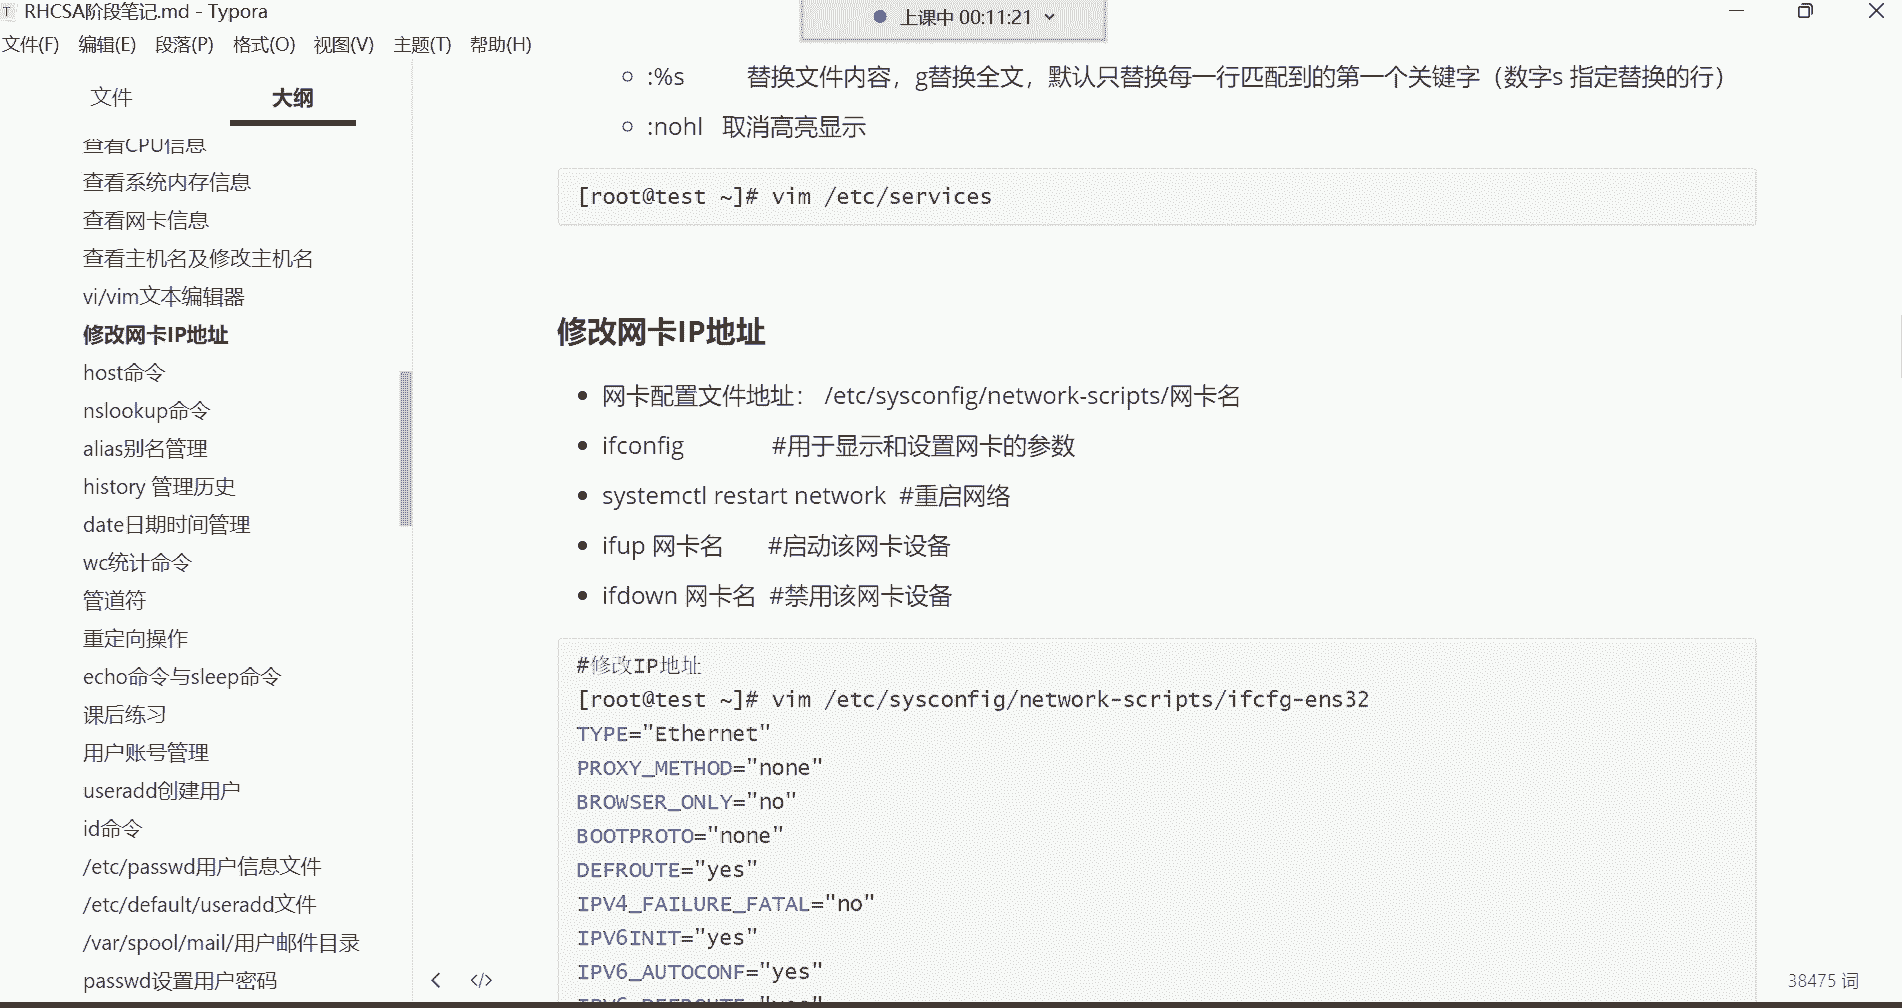 RHCSA阶段笔记.md - Typora
上课中 00:11:21
文件(F) 编辑(E) 段落(P) 格式(O) 视图(V) 主题(T) 帮助(H)
文件 大纲
查看CPU信息
查看系统内存信息
查看网卡信息
查看主机名及修改主机名
vi/vim文本编辑器
修改网卡IP地址
host命令
nslookup命令
alias别名管理
history 管理历史
date日期时间管理
wc统计命令
管道符
重定向操作
echo命令与sleep命令
课后练习
用户账号管理
useradd创建用户
id命令
/etc/passwd用户信息文件
/etc/default/useradd文件
/var/spool/mail/用户邮件目录
passwd设置用户密码
:%s 替换文件内容，g替换全文，默认只替换每一行匹配到的第一个关键字（数字s 指定替换的行）
:nohl 取消高亮显示
[root@test ~]# vim /etc/services
修改网卡IP地址
网卡配置文件地址： /etc/sysconfig/network-scripts/网卡名
ifconfig #用于显示和设置网卡的参数
systemctl restart network #重启网络
ifup 网卡名 #启动该网卡设备
ifdown 网卡名 #禁用该网卡设备
#修改IP地址
[root@test ~]# vim /etc/sysconfig/network-scripts/ifcfg-ens32
TYPE="Ethernet"
PROXY_METHOD="none"
BROWSER_ONLY="no"
BOOTPROTO="none"
DEFROUTE="yes"
IPV4_FAILURE_FATAL="no"
IPV6INIT="yes"
IPV6_AUTOCONF="yes"
38475 词